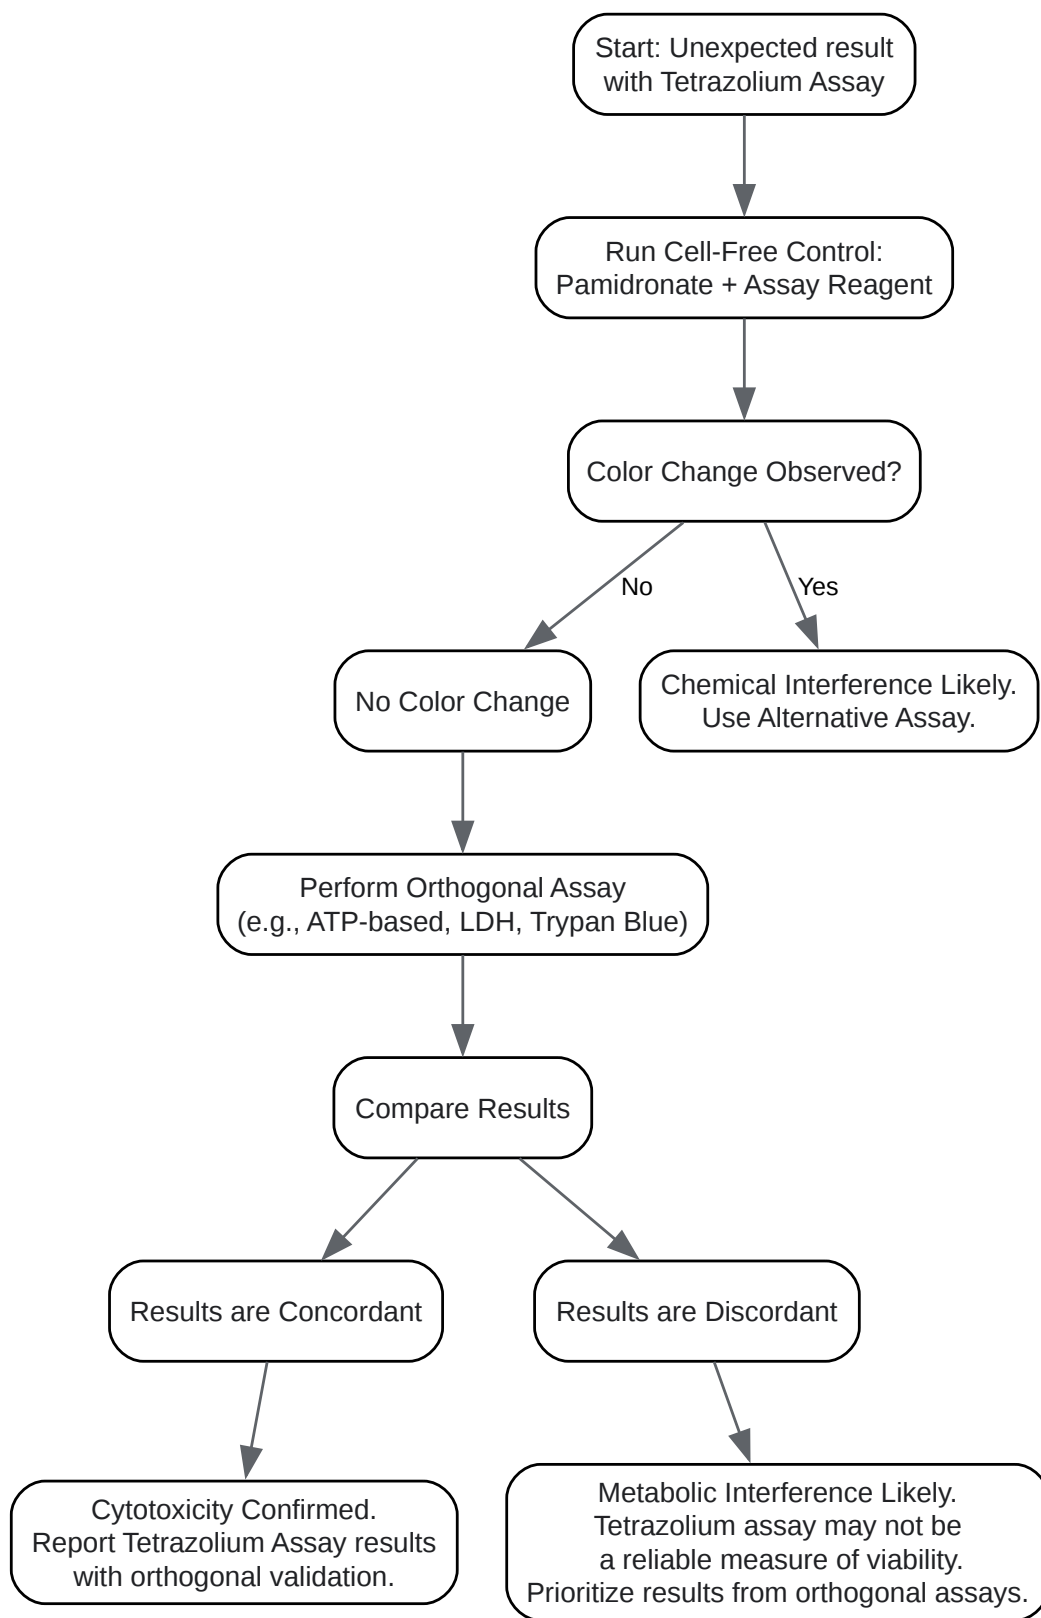 Start: Unexpected result
with Tetrazolium Assay
Run Cell-Free Control:
Pamidronate + Assay Reagent
Color Change Observed?
No
Yes
No Color Change
Chemical Interference Likely.
Use Alternative Assay.
Perform Orthogonal Assay
(e.g., ATP-based, LDH, Trypan Blue)
Compare Results
Results are Concordant
Results are Discordant
Cytotoxicity Confirmed.
Report Tetrazolium Assay results
with orthogonal validation.
Metabolic Interference Likely.
Tetrazolium assay may not be
a reliable measure of viability.
Prioritize results from orthogonal assays.